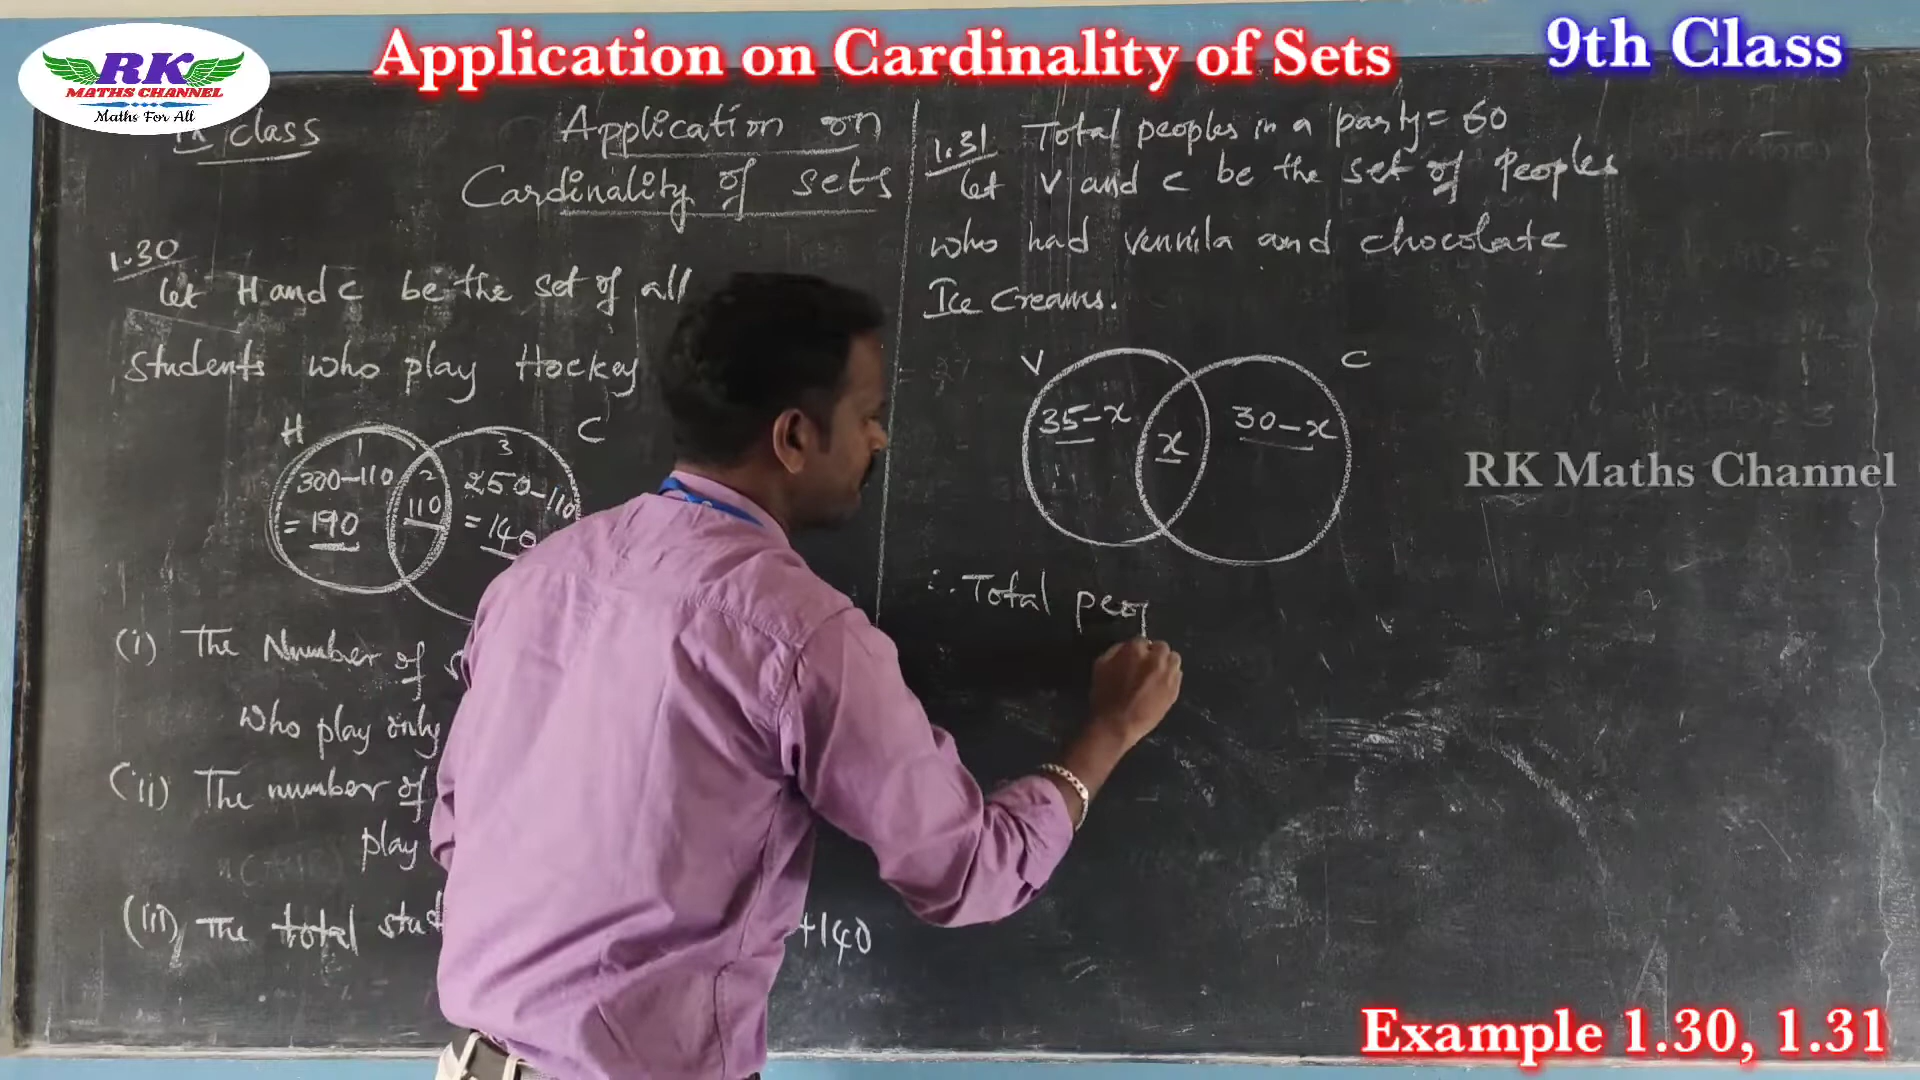 RK
MATHS CHANNEL
Maths For All
Application on Cardinality of Sets
9th Class
class
Application on
Cardinality of sets
1.30
Let H and C be the set of all
students who play Hockey
H C
1 2 3
300-110 110 250-110
= 190 = 140
(i) The Number of
who play only
(ii) The number of
play
(iii) The total
+140
1.31 Total peoples in a party = 60
Let V and C be the set of Peoples
who had vennila and chocolate
Ice Creams.
V C
35-x x 30-x
∴ Total
RK Maths Channel
Example 1.30, 1.31